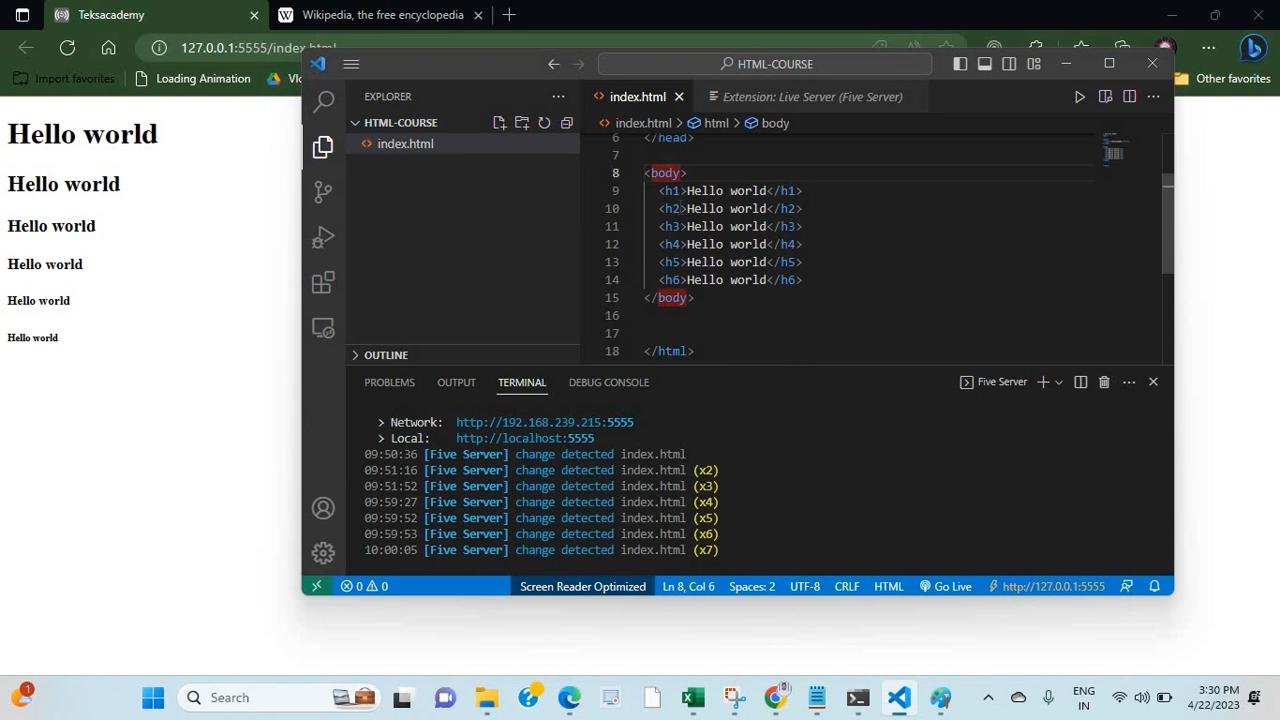 Teksacademy
Wikipedia, the free encyclopedia
127.0.0.1:5555/index.html
Import favorites
Loading Animation
Other favorites
Hello world
Hello world
Hello world
Hello world
Hello world
Hello world
HTML-COURSE
EXPLORER
HTML-COURSE
index.html
OUTLINE
index.html
Extension: Live Server (Five Server)
index.html > html > body
6 </head>
7
8 <body>
9 <h1>Hello world</h1>
10 <h2>Hello world</h2>
11 <h3>Hello world</h3>
12 <h4>Hello world</h4>
13 <h5>Hello world</h5>
14 <h6>Hello world</h6>
15 </body>
16
17
18 </html>
PROBLEMS OUTPUT TERMINAL DEBUG CONSOLE
Five Server
> Network: http://192.168.239.215:5555
> Local: http://localhost:5555
09:50:36 [Five Server] change detected index.html
09:51:16 [Five Server] change detected index.html (x2)
09:51:52 [Five Server] change detected index.html (x3)
09:59:27 [Five Server] change detected index.html (x4)
09:59:52 [Five Server] change detected index.html (x5)
09:59:53 [Five Server] change detected index.html (x6)
10:00:05 [Five Server] change detected index.html (x7)
0 0 Screen Reader Optimized Ln 8, Col 6 Spaces: 2 UTF-8 CRLF HTML Go Live http://127.0.0.1:5555
1
Search
ENG
IN
3:30 PM
4/22/2023